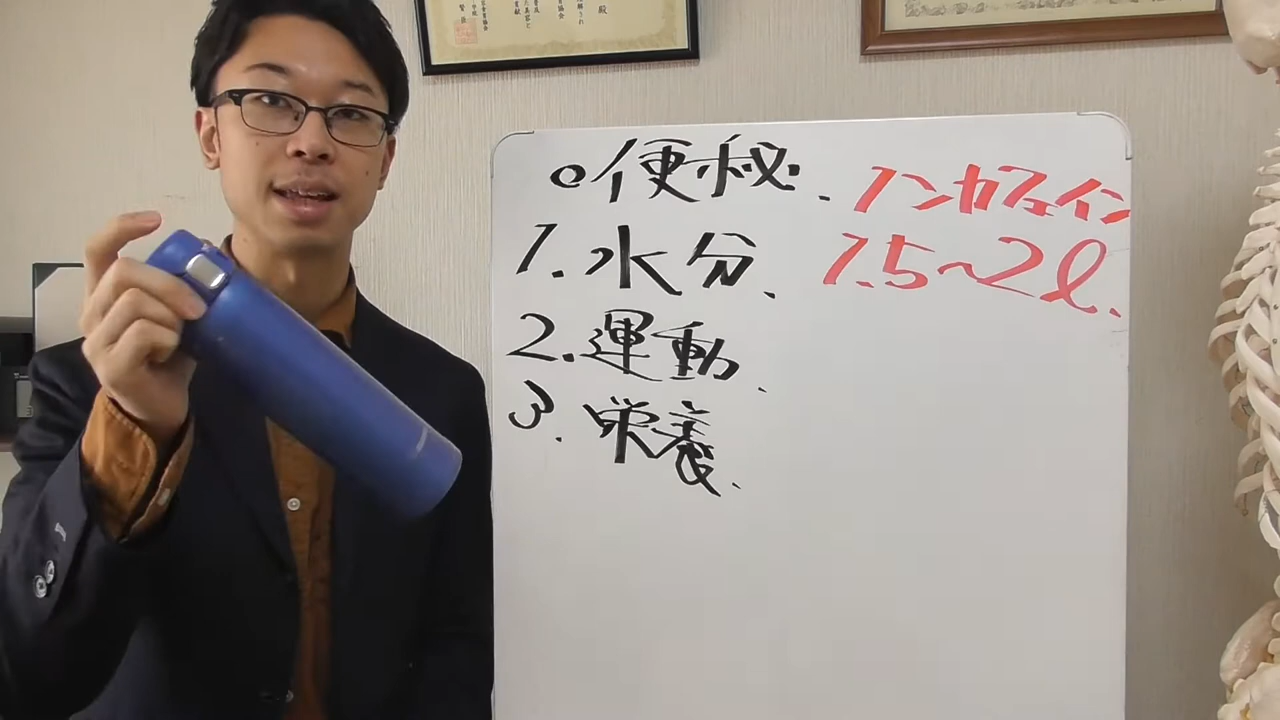 殿
○便秘.
ノンカフェイン
1.水分、
1.5~2ℓ.
2.運動.
3.栄養.